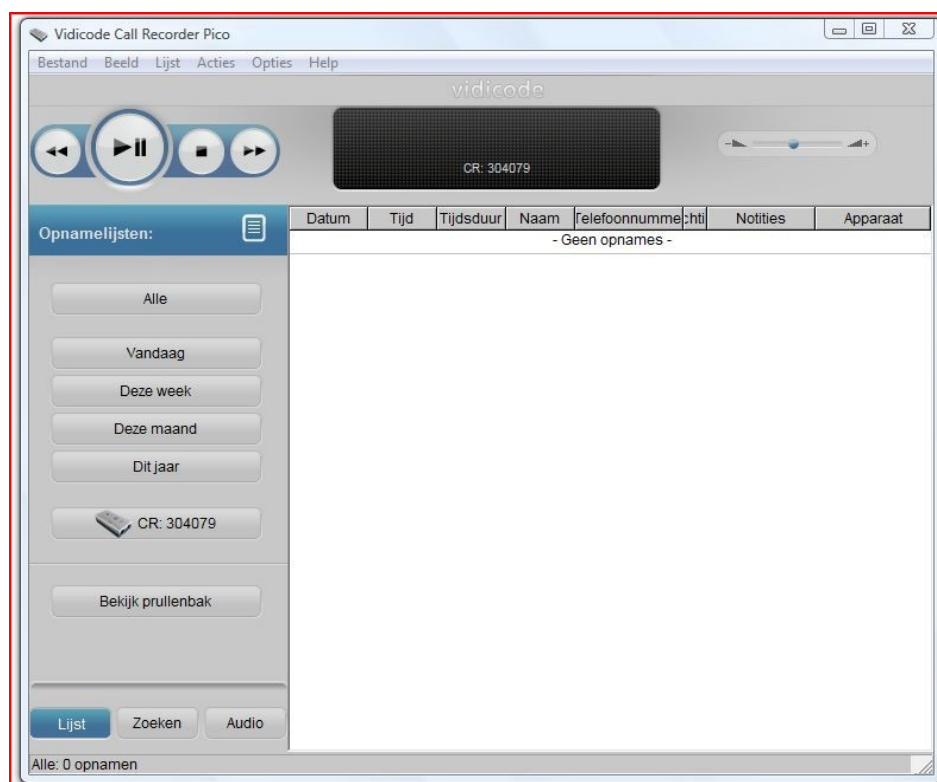 Vidicode Call Recorder Pico
Bestand Beeld Lijst Acties Opties Help
vidicode
CR: 304079
Opnamelijsten:
Datum Tijd Tijdsduur Naam Telefoonnumme chti Notities Apparaat
- Geen opnames -
Alle
Vandaag
Deze week
Deze maand
Dit jaar
CR: 304079
Bekijk prullenbak
Lijst Zoeken Audio
Alle: 0 opnamen